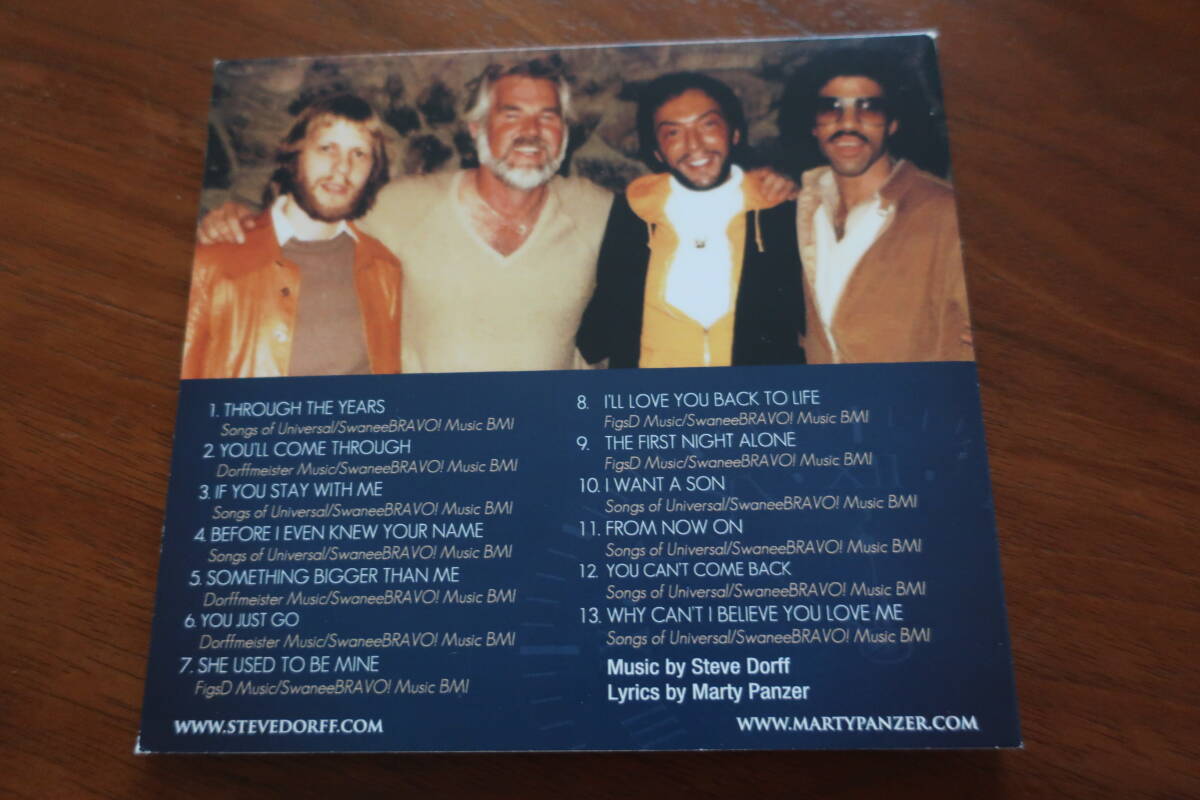 1. THROUGH THE YEARS
Songs of Universal/SwaneeBRAVO! Music BMI
2. YOU'LL COME THROUGH
Dorffmeister Music/SwaneeBRAVO! Music BMI
3. IF YOU STAY WITH ME
Songs of Universal/SwaneeBRAVO! Music BMI
4. BEFORE I EVEN KNEW YOUR NAME
Songs of Universal/SwaneeBRAVO! Music BMI
5. SOMETHING BIGGER THAN ME
Dorffmeister Music/SwaneeBRAVO! Music BMI
6. YOU JUST GO
Dorffmeister Music/SwaneeBRAVO! Music BMI
7. SHE USED TO BE MINE
FigsD Music/SwaneeBRAVO! Music BMI
8. I'LL LOVE YOU BACK TO LIFE
FigsD Music/SwaneeBRAVO! Music BMI
9. THE FIRST NIGHT ALONE
FigsD Music/SwaneeBRAVO! Music BMI
10. I WANT A SON
Songs of Universal/SwaneeBRAVO! Music BMI
11. FROM NOW ON
Songs of Universal/SwaneeBRAVO! Music BMI
12. YOU CAN'T COME BACK
Songs of Universal/SwaneeBRAVO! Music BMI
13. WHY CAN'T I BELIEVE YOU LOVE ME
Songs of Universal/SwaneeBRAVO! Music BMI
Music by Steve Dorff
Lyrics by Marty Panzer
WWW.STEVEDORFF.COM
WWW.MARTYPANZER.COM